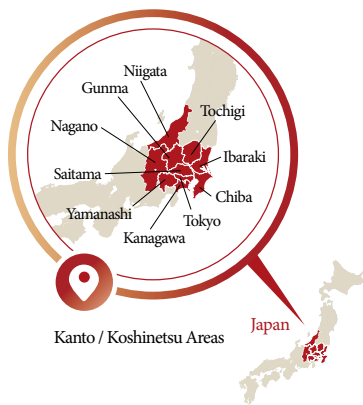 Niigata
Gunma
Tochigi
Nagano
Ibaraki
Saitama
Chiba
Yamanashi
Tokyo
Kanagawa
Japan
Kanto / Koshinetsu Areas